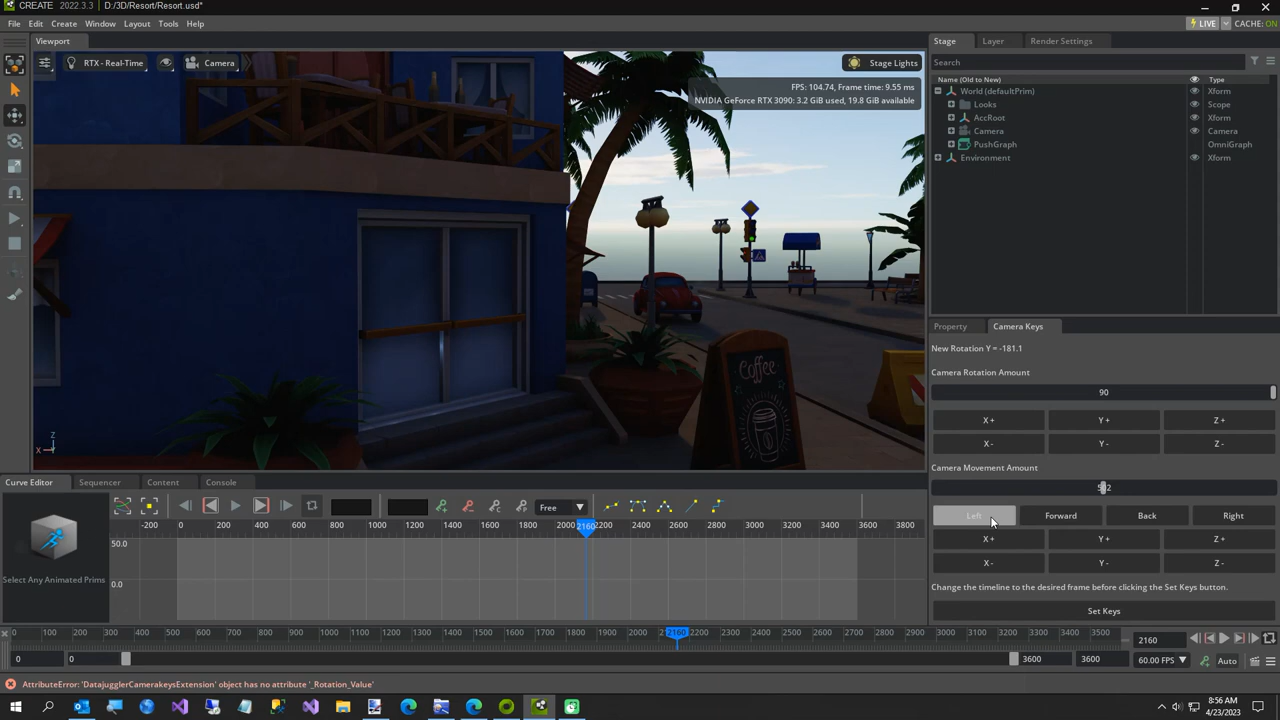 CREATE 2022.3.3 D:/3D/Resort/Resort.usd*
File Edit Create Window Layout Tools Help
LIVE CACHE: ON
Viewport
Stage Layer Render Settings
RTX - Real-Time Camera Stage Lights
Search
FPS: 104.74, Frame time: 9.55 ms
NVIDIA GeForce RTX 3090: 3.2 GiB used, 19.8 GiB available
Name (Old to New) Type
World (defaultPrim) Xform
Looks Scope
AccRoot Xform
Camera Camera
PushGraph OmniGraph
Environment Xform
Coffee
X Y Z
Property Camera Keys
New Rotation Y = -181.1
Camera Rotation Amount
90
X + Y + Z +
X - Y - Z -
Camera Movement Amount
Left Forward Back Right
X + Y + Z +
X - Y - Z -
Change the timeline to the desired frame before clicking the Set Keys button.
Set Keys
Curve Editor Sequencer Content Console
Free
-200 0 200 400 600 800 1000 1200 1400 1600 1800 2000 2160 2200 2400 2600 2800 3000 3200 3400 3600 3800
50.0
0.0
Select Any Animated Prims
0 100 200 300 400 500 600 700 800 900 1000 1100 1200 1300 1400 1500 1600 1700 1800 1900 2000 2160 2200 2300 2400 2500 2600 2700 2800 2900 3000 3100 3200 3300 3400 3500
2160
0 0 3600 3600 60.00 FPS Auto
AttributeError: 'DatajugglerCamerakeysExtension' object has no attribute '_Rotation_Value'
8:56 AM
4/23/2023